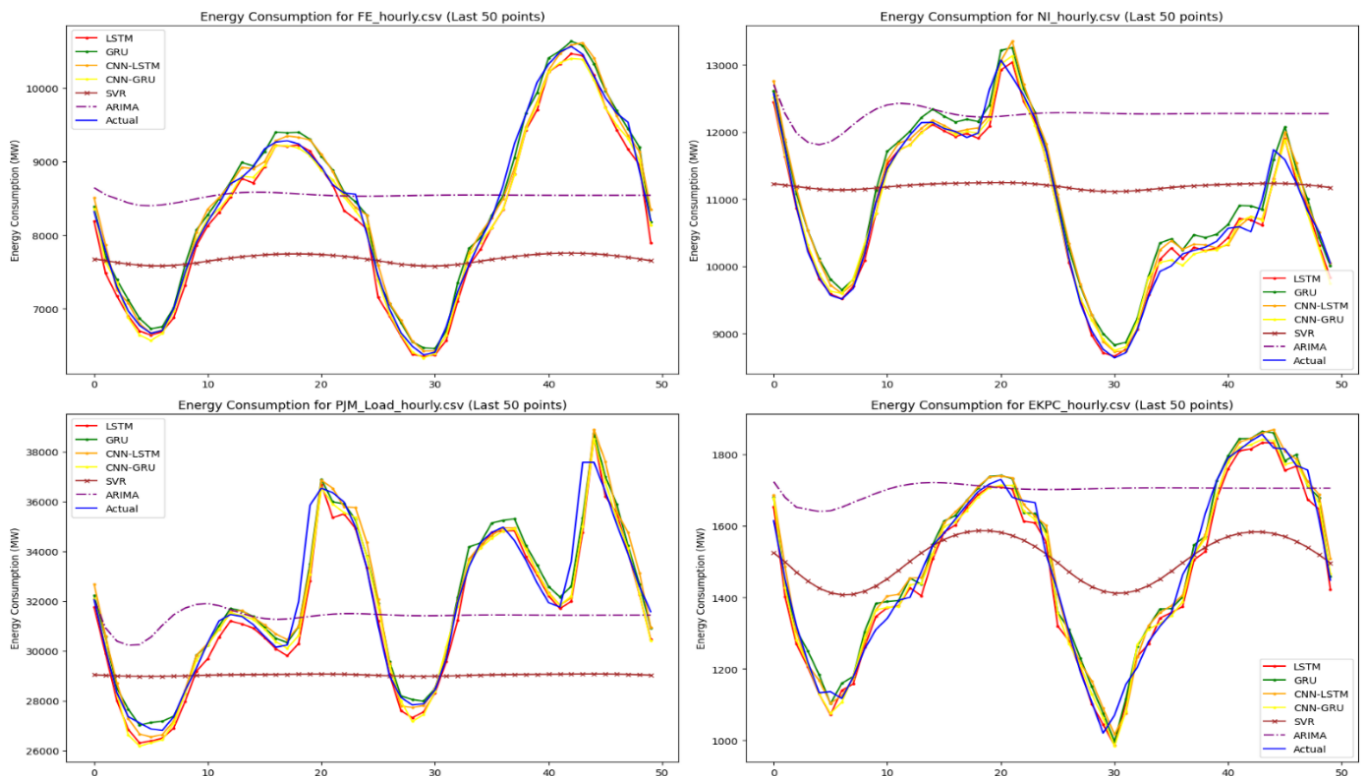 Energy Consumption for FE_hourly.csv (Last 50 points)
Energy Consumption (MW)
10000
9000
8000
7000
0
10
20
30
40
50
LSTM
GRU
CNN-LSTM
CNN-GRU
SVR
ARIMA
Actual
Energy Consumption for NI_hourly.csv (Last 50 points)
Energy Consumption (MW)
13000
12000
11000
10000
9000
0
10
20
30
40
50
LSTM
GRU
CNN-LSTM
CNN-GRU
SVR
ARIMA
Actual
Energy Consumption for PJM_Load_hourly.csv (Last 50 points)
Energy Consumption (MW)
38000
36000
34000
32000
30000
28000
26000
0
10
20
30
40
50
LSTM
GRU
CNN-LSTM
CNN-GRU
SVR
ARIMA
Actual
Energy Consumption for EKPC_hourly.csv (Last 50 points)
Energy Consumption (MW)
1800
1600
1400
1200
1000
0
10
20
30
40
50
LSTM
GRU
CNN-LSTM
CNN-GRU
SVR
ARIMA
Actual